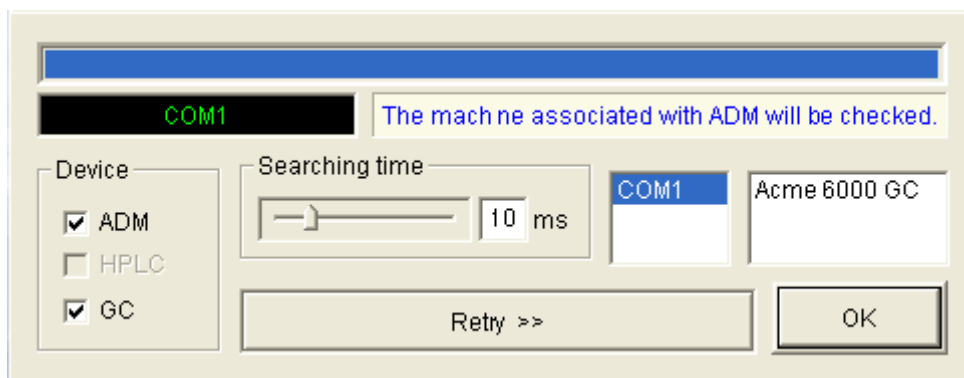 COM1
The mach ne associated with ADM will be checked.
Device
ADM
HPLC
GC
Searching time
10 ms
COM1
Acme 6000 GC
Retry >>
OK